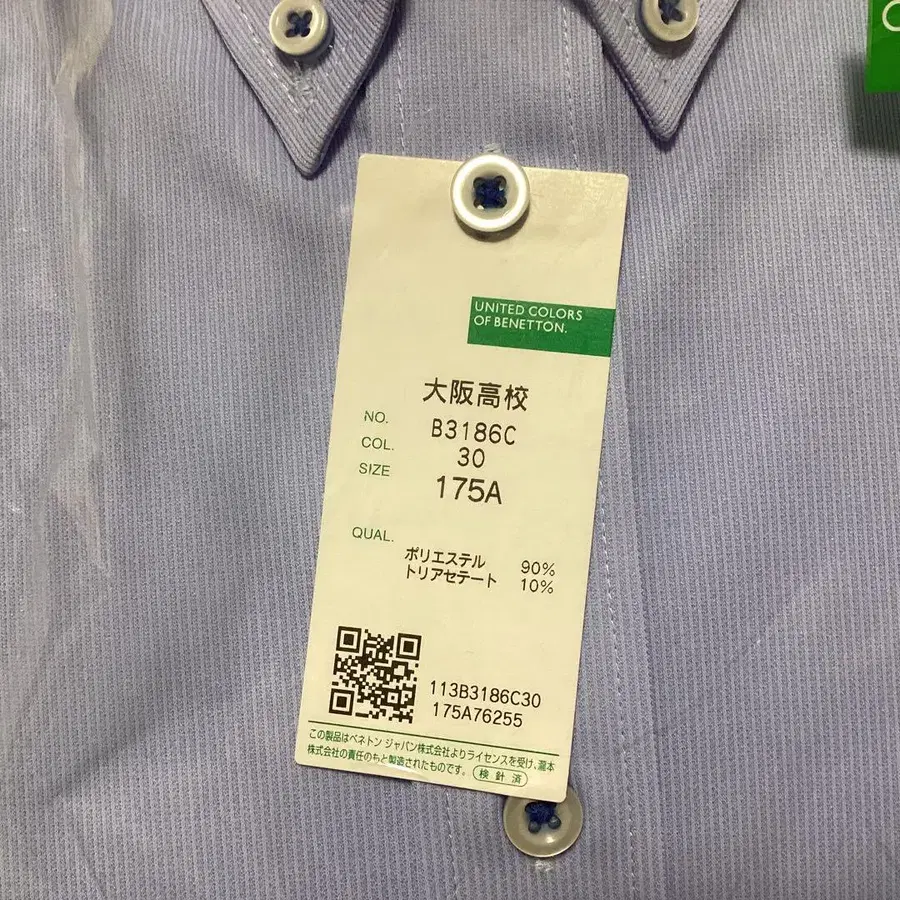 UNITED COLORS
OF BENETTON.
大阪高校
NO. B3186C
COL. 30
SIZE 175A
QUAL.
ポリエステル 90%
トリアセテート 10%
113B3186C30
175A76255
この製品はベネトン ジャパン株式会社よりライセンスを受け、瀧本
株式会社の責任のもと製造されたものです。 検針済